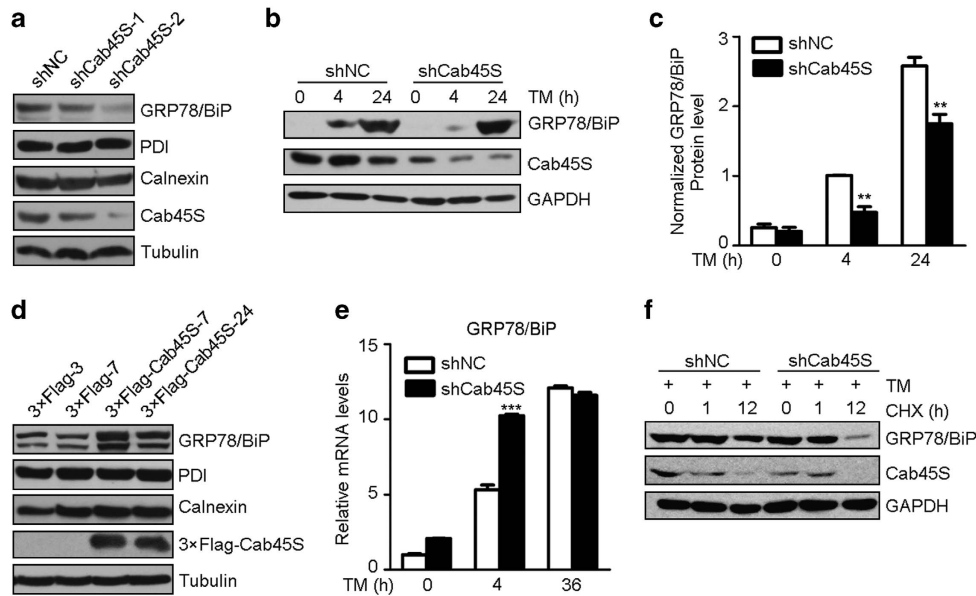 a
shNC
shCab45S-1
shCab45S-2
GRP78/BiP
PDI
Calnexin
Cab45S
Tubulin
b
shNC shCab45S
0 4 24 0 4 24 TM (h)
GRP78/BiP
Cab45S
GAPDH
c
Normalized GRP78/BiP
Protein level
3
2
1
0
shNC
shCab45S
**
**
TM (h) 0 4 24
d
3×Flag-3
3×Flag-7
3×Flag-Cab45S-7
3×Flag-Cab45S-24
GRP78/BiP
PDI
Calnexin
3×Flag-Cab45S
Tubulin
e
GRP78/BiP
Relative mRNA levels
15
10
5
0
shNC
shCab45S
***
TM (h) 0 4 36
f
shNC shCab45S
+ + + + + + TM
0 1 12 0 1 12 CHX (h)
GRP78/BiP
Cab45S
GAPDH